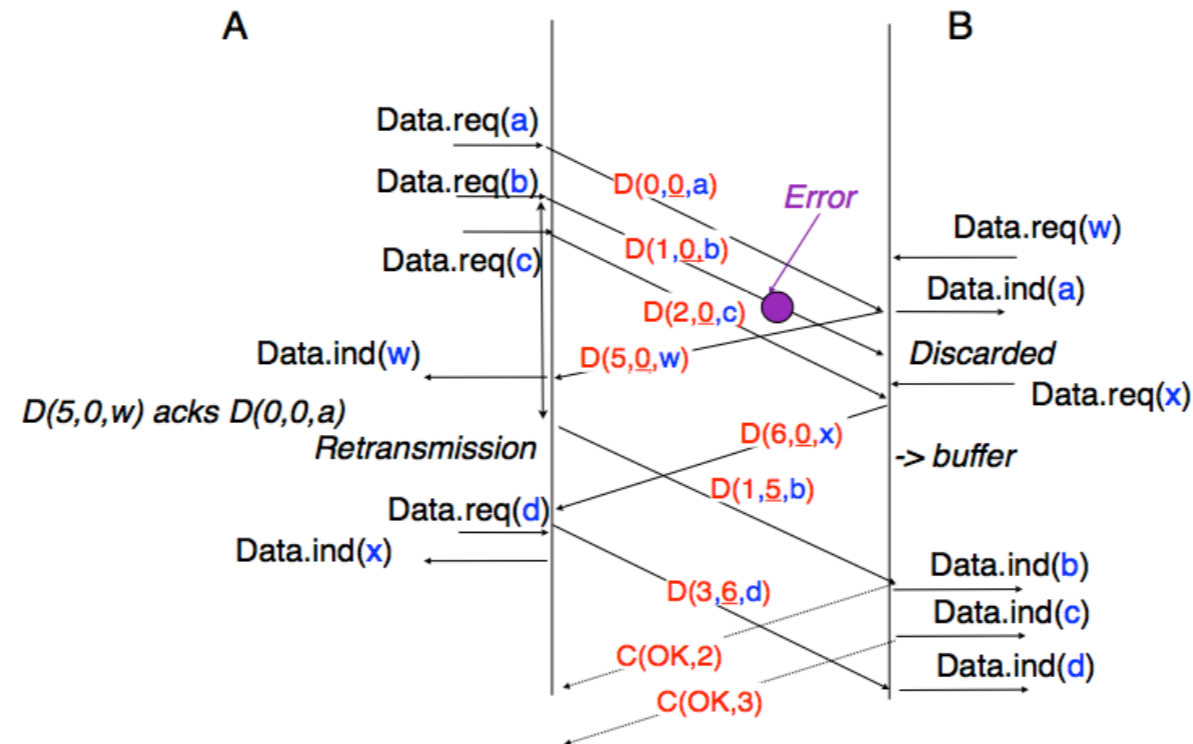 A
B
Data.req(a)
Data.req(b)
D(0,0,a)
Error
Data.req(w)
D(1,0,b)
Data.req(c)
Data.ind(a)
D(2,0,c)
Data.ind(w)
D(5,0,w)
Discarded
Data.req(x)
D(5,0,w) acks D(0,0,a)
D(6,0,x)
Retransmission
-> buffer
D(1,5,b)
Data.req(d)
Data.ind(x)
Data.ind(b)
D(3,6,d)
Data.ind(c)
C(OK,2)
Data.ind(d)
C(OK,3)